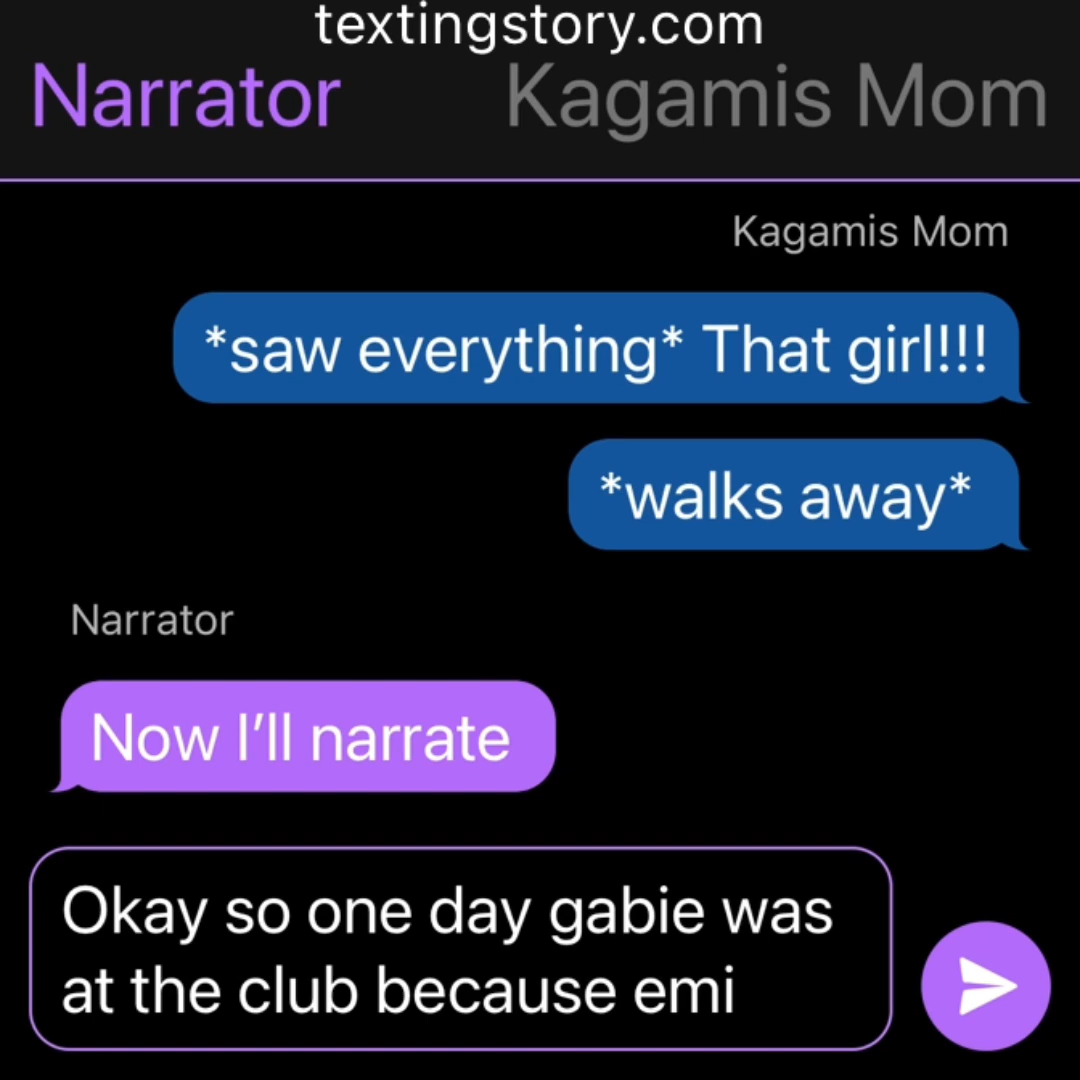 textingstory.com
Narrator Kagamis Mom
Kagamis Mom
*saw everything* That girl!!!
*walks away*
Narrator
Now I’ll narrate
Okay so one day gabie was
at the club because emi